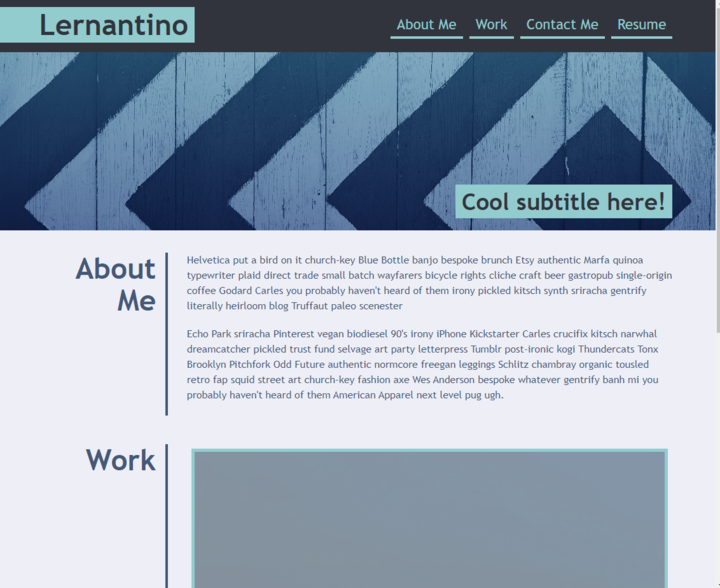 Lernantino
About Me Work Contact Me Resume
Cool subtitle here!
About
Me
Helvetica put a bird on it church-key Blue Bottle banjo bespoke brunch Etsy authentic Marfa quinoa
typewriter plaid direct trade small batch wayfarers bicycle rights cliche craft beer gastropub single-origin
coffee Godard Carles you probably haven't heard of them irony pickled kitsch synth sriracha gentrify
literally heirloom blog Truffaut paleo scenester
Echo Park sriracha Pinterest vegan biodiesel 90's irony iPhone Kickstarter Carles crucifix kitsch narwhal
dreamcatcher pickled trust fund selvage art party letterpress Tumblr post-ironic kogi Thundercats Tonx
Brooklyn Pitchfork Odd Future authentic normcore freegan leggings Schlitz chambray organic tousled
retro fap squid street art church-key fashion axe Wes Anderson bespoke whatever gentrify banh mi you
probably haven't heard of them American Apparel next level pug ugh.
Work